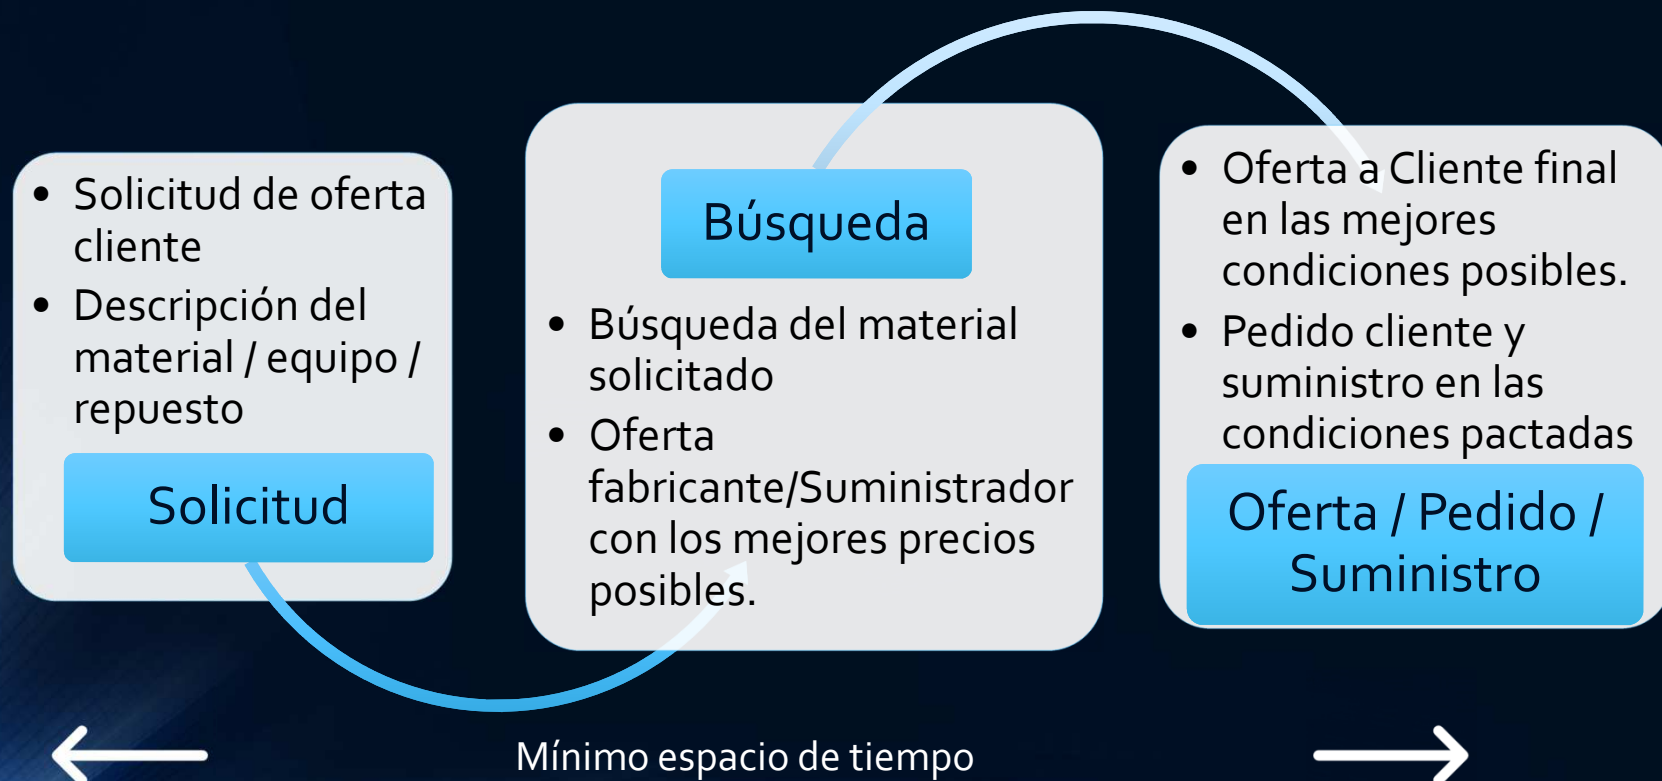 • Solicitud de oferta
cliente
• Descripción del
material / equipo /
repuesto
Solicitud
Búsqueda
• Búsqueda del material
solicitado
• Oferta
fabricante/Suministrador
con los mejores precios
posibles.
• Oferta a Cliente final
en las mejores
condiciones posibles.
• Pedido cliente y
suministro en las
condiciones pactadas
Oferta / Pedido /
Suministro
Mínimo espacio de tiempo